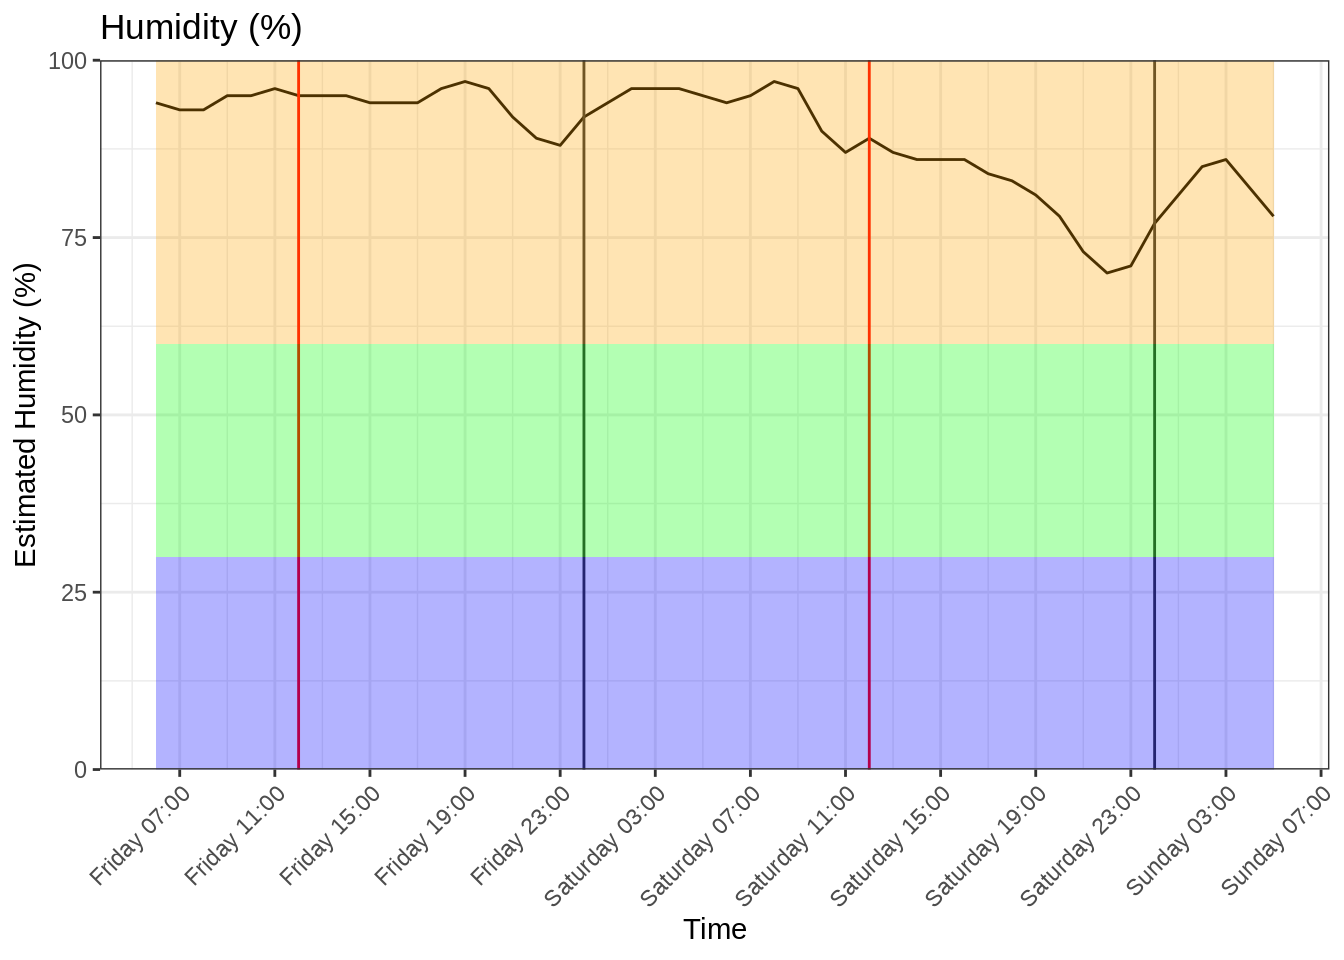 Humidity (%)
100
75
50
25
0
Estimated Humidity (%)
Friday 07:00
Friday 11:00
Friday 15:00
Friday 19:00
Friday 23:00
Saturday 03:00
Saturday 07:00
Saturday 11:00
Saturday 15:00
Saturday 19:00
Saturday 23:00
Sunday 03:00
Sunday 07:00
Time